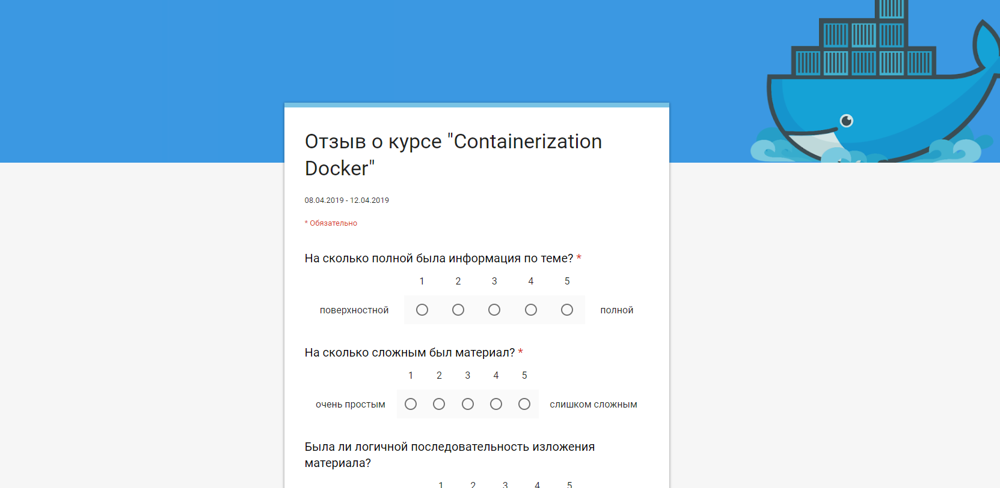 Отзыв о курсе "Containerization
Docker"
08.04.2019 - 12.04.2019
* Обязательно
На сколько полной была информация по теме? *
1 2 3 4 5
поверхностной полной
На сколько сложным был материал? *
1 2 3 4 5
очень простым слишком сложным
Была ли логичной последовательность изложения
материала?
1 2 3 4 5